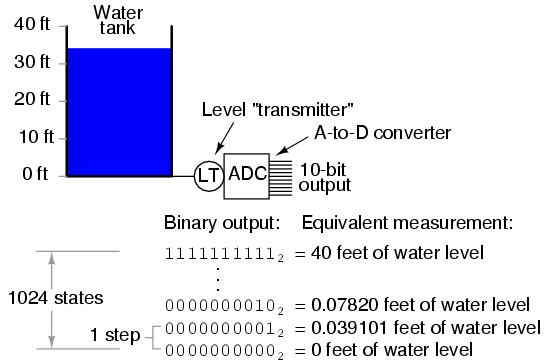 40 ft
Water
tank
30 ft
20 ft
10 ft
0 ft
Level "transmitter"
A-to-D converter
LT
ADC
10-bit
output
Binary output: Equivalent measurement:
1111111111₂ = 40 feet of water level
1024 states
0000000010₂ = 0.07820 feet of water level
1 step
0000000001₂ = 0.039101 feet of water level
0000000000₂ = 0 feet of water level